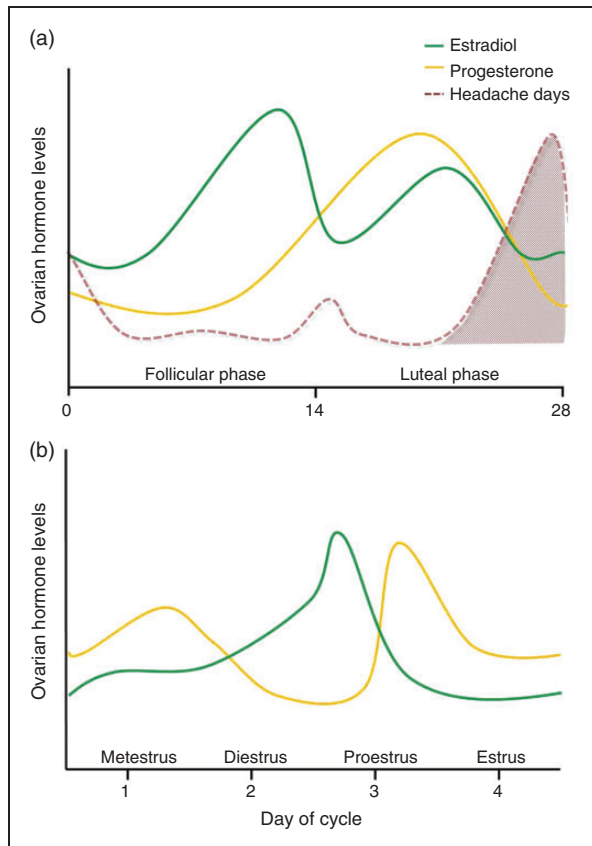 (a)
Estradiol
Progesterone
Headache days
Ovarian hormone levels
Follicular phase
Luteal phase
0
14
28
(b)
Ovarian hormone levels
Metestrus
Diestrus
Proestrus
Estrus
1
2
3
4
Day of cycle